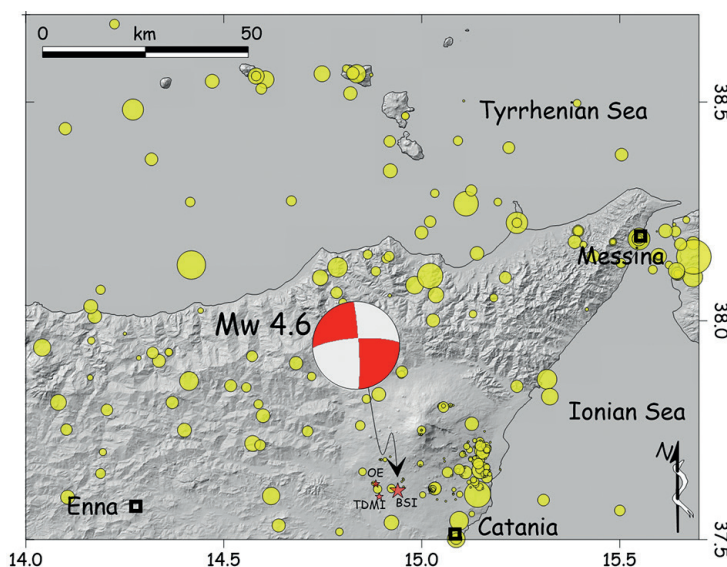 0 50
km
38.5
Tyrrhenian Sea
Messina
38.0
Mw 4.6
Ionian Sea
N
OE
TDMI BSI
Enna
Catania
37.5
14.0 14.5 15.0 15.5